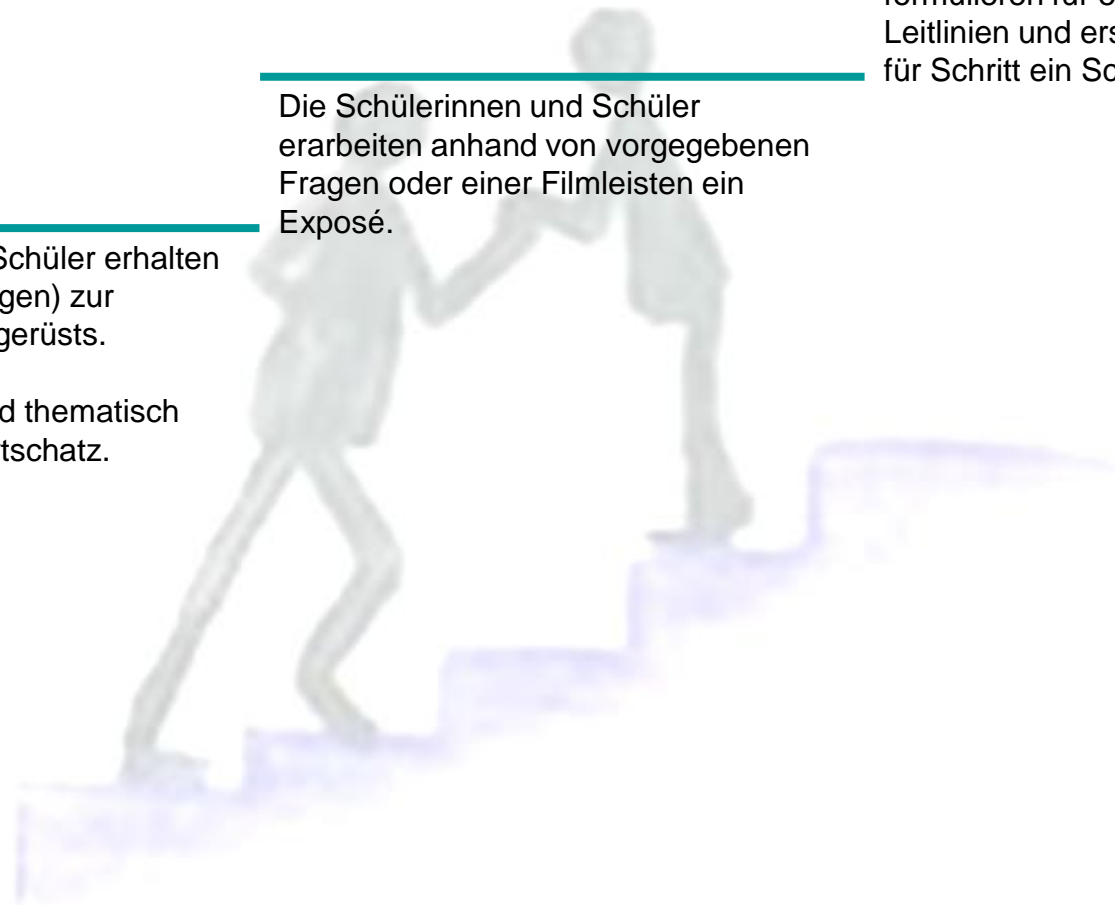 Schüler erhalten
gen) zur
gerüsts.
d thematisch
tschatz.
Die Schülerinnen und Schüler
erarbeiten anhand von vorgegebenen
Fragen oder einer Filmleisten ein
Exposé.
Leitlinien und ers
für Schritt ein Sc